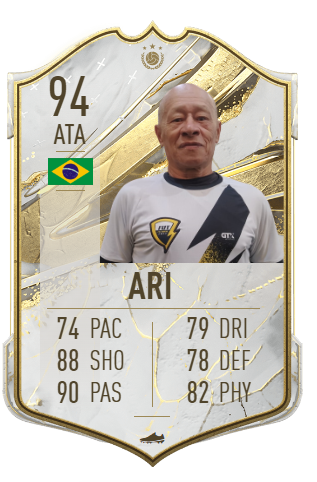 94
ATA
ARI
74 PAC 79 DRI
88 SHO 78 DEF
90 PAS 82 PHY